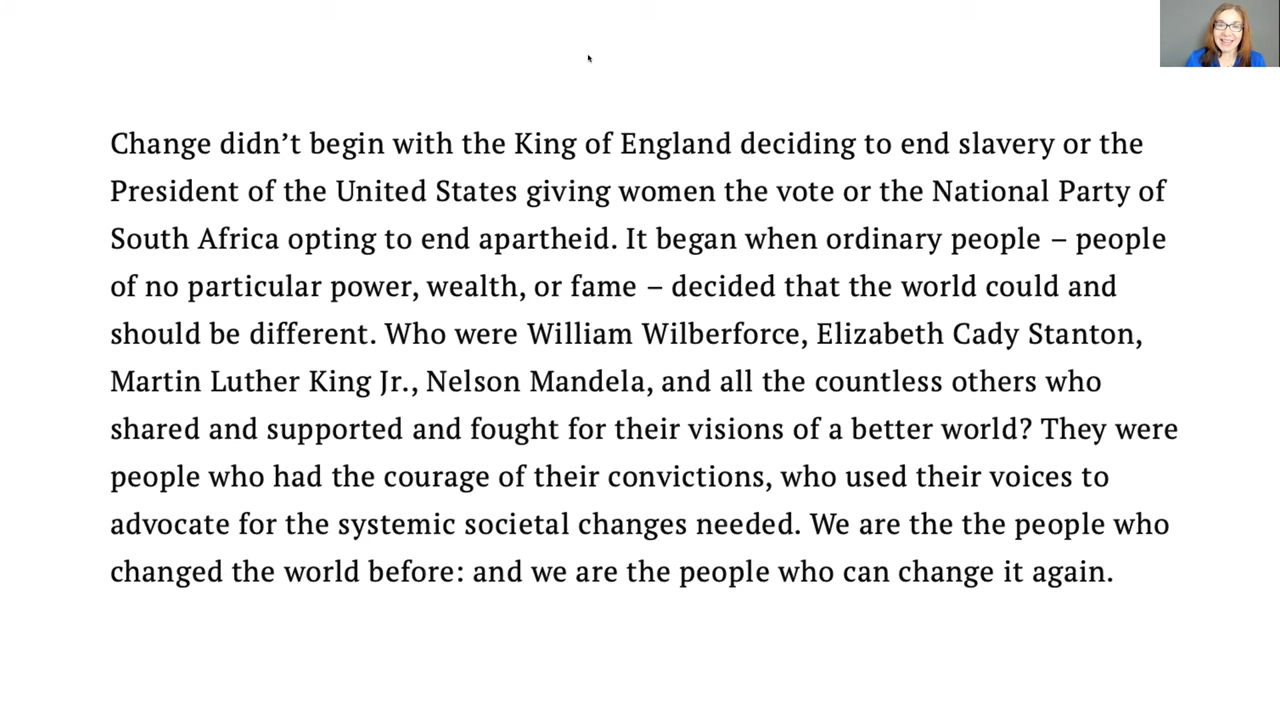 Change didn’t begin with the King of England deciding to end slavery or the
President of the United States giving women the vote or the National Party of
South Africa opting to end apartheid. It began when ordinary people – people
of no particular power, wealth, or fame – decided that the world could and
should be different. Who were William Wilberforce, Elizabeth Cady Stanton,
Martin Luther King Jr., Nelson Mandela, and all the countless others who
shared and supported and fought for their visions of a better world? They were
people who had the courage of their convictions, who used their voices to
advocate for the systemic societal changes needed. We are the the people who
changed the world before: and we are the people who can change it again.